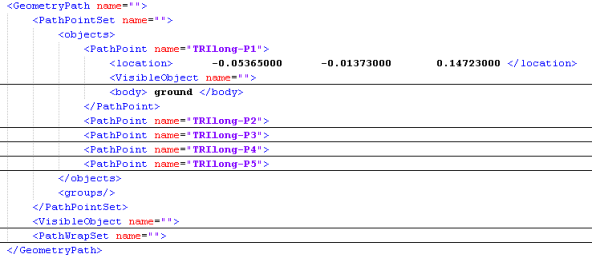 <GeometryPath name="">
<PathPointSet name="">
<objects>
<PathPoint name="TRIlong-P1">
<location> -0.05365000 -0.01373000 0.14723000 </location>
<VisibleObject name="">
<body> ground </body>
</PathPoint>
<PathPoint name="TRIlong-P2">
<PathPoint name="TRIlong-P3">
<PathPoint name="TRIlong-P4">
<PathPoint name="TRIlong-P5">
</objects>
<groups/>
</PathPointSet>
<VisibleObject name="">
<PathWrapSet name="">
</GeometryPath>